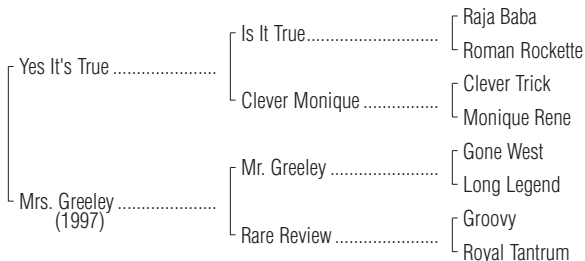 Raja Baba
Is It True..............................
Roman Rockette
Yes It's True .......................
Clever Trick
Clever Monique .................
Monique Rene
Gone West
Mr. Greeley ........................
Long Legend
Mrs. Greeley ......................
(1997)
Groovy
Rare Review .......................
Royal Tantrum